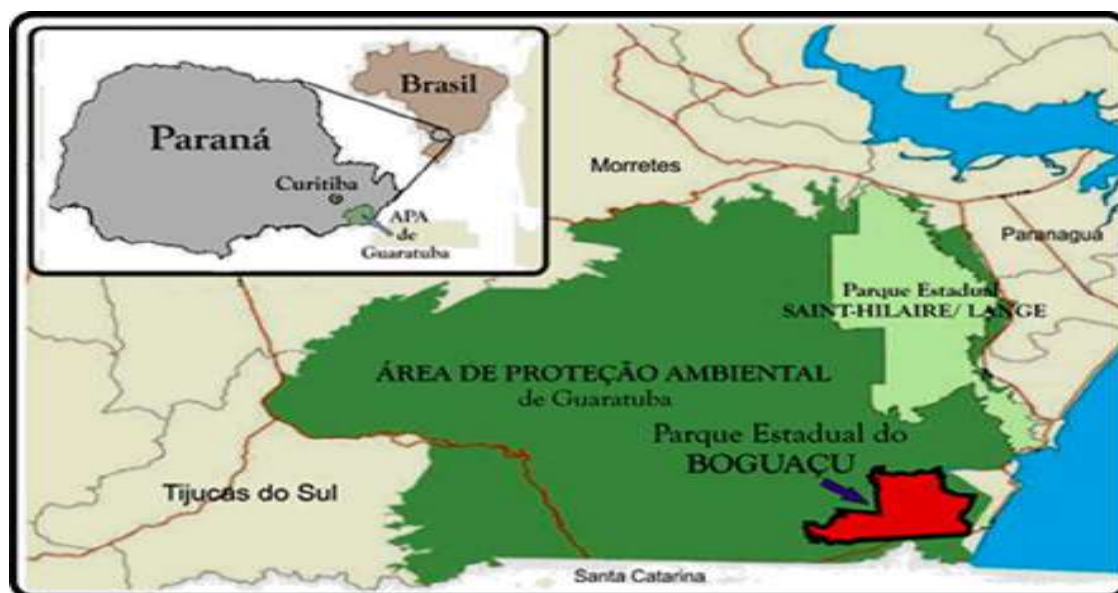 Brasil
Paraná
Curitiba
APA
de
Guaratuba
Morretes
Paranaguá
Parque Estadual
SAINT-HILAIRE/ LANGE
ÁREA DE PROTEÇÃO AMBIENTAL
de Guaratuba
Parque Estadual do
BOGUAÇU
Tijucas do Sul
Santa Catarina